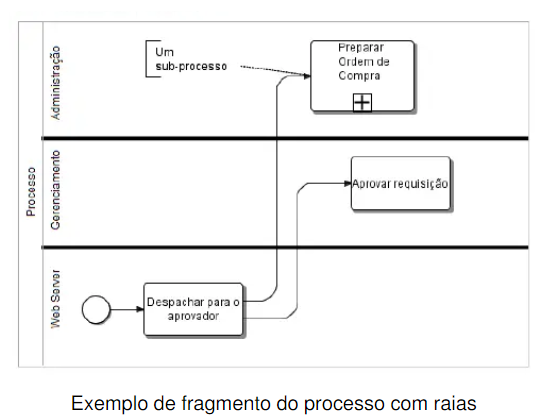 Processo
Administração
Um
sub-processo
Preparar
Ordem de
Compra
Gerenciamento
Aprovar requisição
Web Server
Despachar para o
aprovador
Exemplo de fragmento do processo com raias